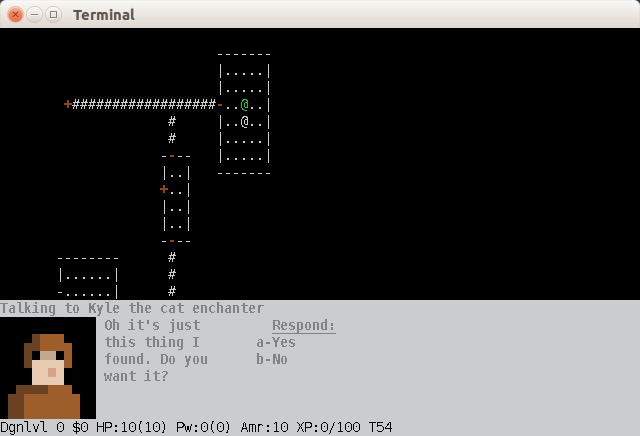 Terminal
Talking to Kyle the cat enchanter
Oh it's just
this thing I
found. Do you
want it?
Respond:
a-Yes
b-No
Dgnlvl 0 $0 HP:10(10) Pw:0(0) Amr:10 XP:0/100 T54